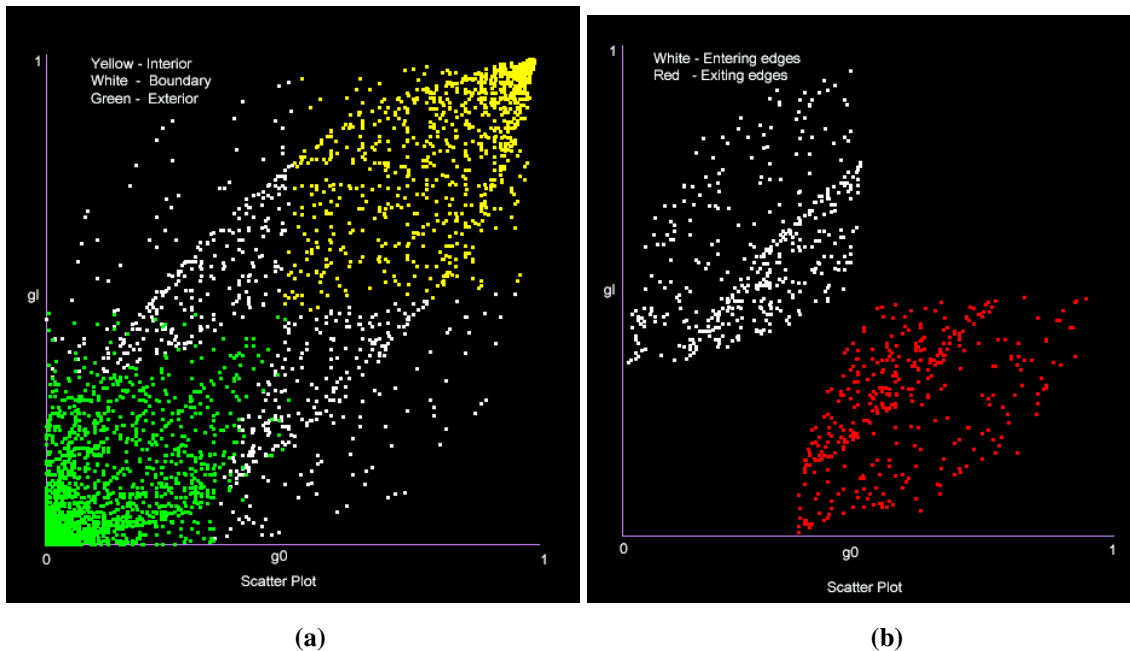 1
Yellow - Interior
White - Boundary
Green - Exterior
gl
0
g0
1
Scatter Plot
1
White - Entering edges
Red - Exiting edges
gl
0
g0
1
Scatter Plot
(a)
(b)